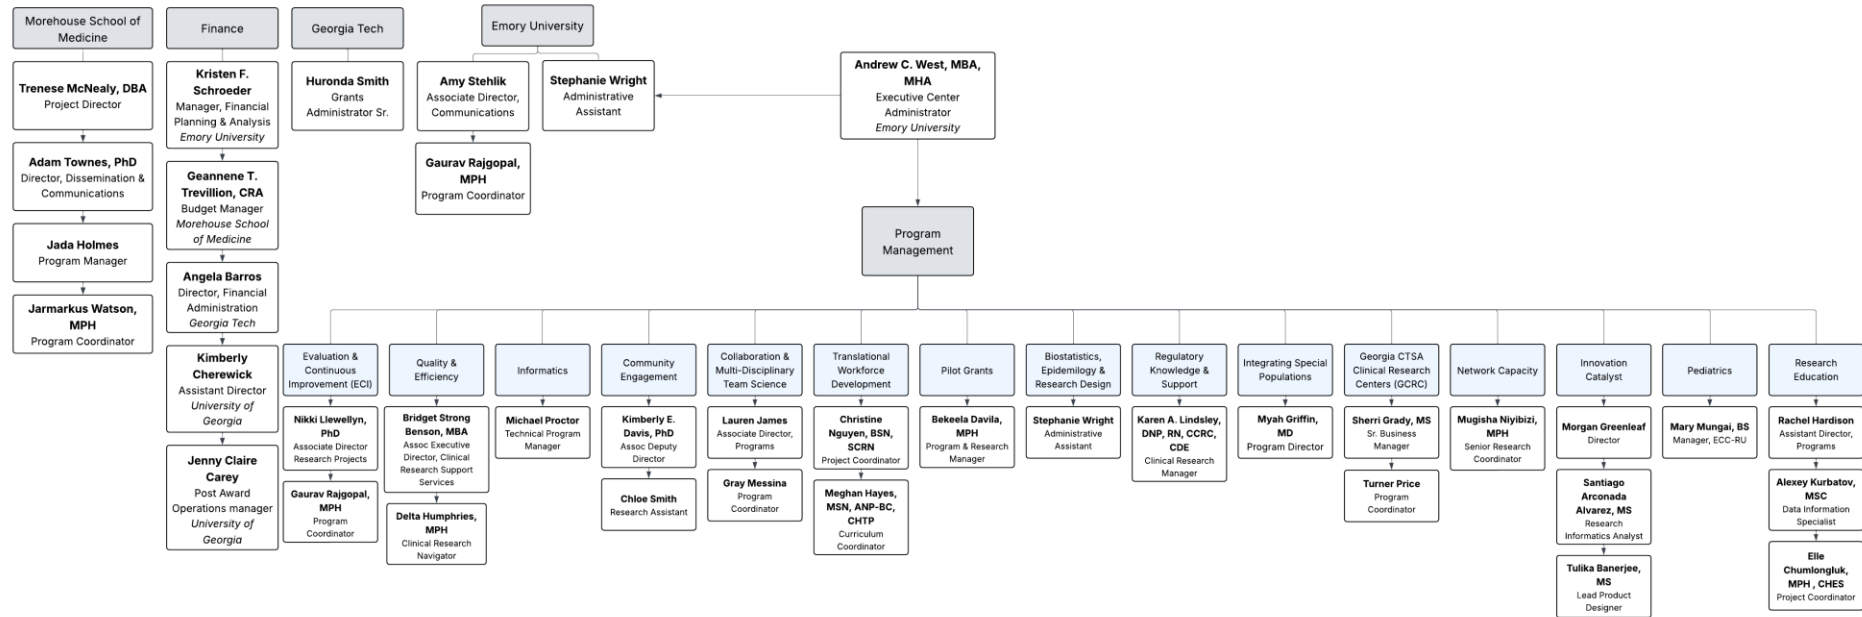 Morehouse School of
Medicine
Trenese McNealy, DBA
Project Director
Adam Townes, PhD
Director, Dissemination &
Communications
Jada Holmes
Program Manager
Jarmarkus Watson,
MPH
Program Coordinator
Finance
Kristen F.
Schroeder
Manager, Financial
Planning & Analysis
Emory University
Geannene T.
Trevillion, CRA
Budget Manager
Morehouse School
of Medicine
Angela Barros
Director, Financial
Administration
Georgia Tech
Kimberly
Cherewick
Assistant Director
University of
Georgia
Jenny Claire
Carey
Post Award
Operations manager
University of
Georgia
Georgia Tech
Huronda Smith
Grants
Administrator Sr.
Emory University
Amy Stehlik
Associate Director,
Communications
Gaurav Rajgopal,
MPH
Program Coordinator
Stephanie Wright
Administrative
Assistant
Andrew C. West, MBA,
MHA
Executive Center
Administrator
Emory University
Program
Management
Evaluation &
Continuous
Improvement (ECI)
Nikki Llewellyn,
PhD
Associate Director
Research Projects
Gaurav Rajgopal,
MPH
Program
Coordinator
Quality &
Efficiency
Bridget Strong
Benson, MBA
Assoc Executive
Director, Clinical
Research Support
Services
Delta Humphries,
MPH
Clinical Research
Navigator
Informatics
Michael Proctor
Technical Program
Manager
Community
Engagement
Kimberly E.
Davis, PhD
Assoc Deputy
Director
Chloe Smith
Research Assistant
Collaboration &
Multi-Disciplinary
Team Science
Lauren James
Associate Director,
Programs
Gray Messina
Program
Coordinator
Translational
Workforce
Development
Christine
Nguyen, BSN,
SCRN
Project Coordinator
Meghan Hayes,
MSN, ANP-BC,
CHTP
Curriculum
Coordinator
Pilot Grants
Bekeela Davila,
MPH
Program & Research
Manager
Biostatistics,
Epidemilogy &
Research Design
Stephanie Wright
Administrative
Assistant
Regulatory
Knowledge &
Support
Karen A. Lindsley,
DNP, RN, CCRC,
CDE
Clinical Research
Manager
Integrating Special
Populations
Myah Griffin,
MD
Program Director
Georgia CTSA
Clinical Research
Centers (GCRC)
Sherri Grady, MS
Sr. Business
Manager
Turner Price
Program
Coordinator
Network Capacity
Mugisha Niyibizi,
MPH
Senior Research
Coordinator
Innovation
Catalyst
Morgan Greenleaf
Director
Santiago
Arconada
Alvarez, MS
Research
Informatics Analyst
Tulika Banerjee,
MS
Lead Product
Designer
Pediatrics
Mary Mungai, BS
Manager, ECC-RU
Research
Education
Rachel Hardison
Assistant Director,
Programs
Alexey Kurbatov,
MSC
Data Information
Specialist
Elle
Chumlongluk,
MPH , CHES
Project Coordinator